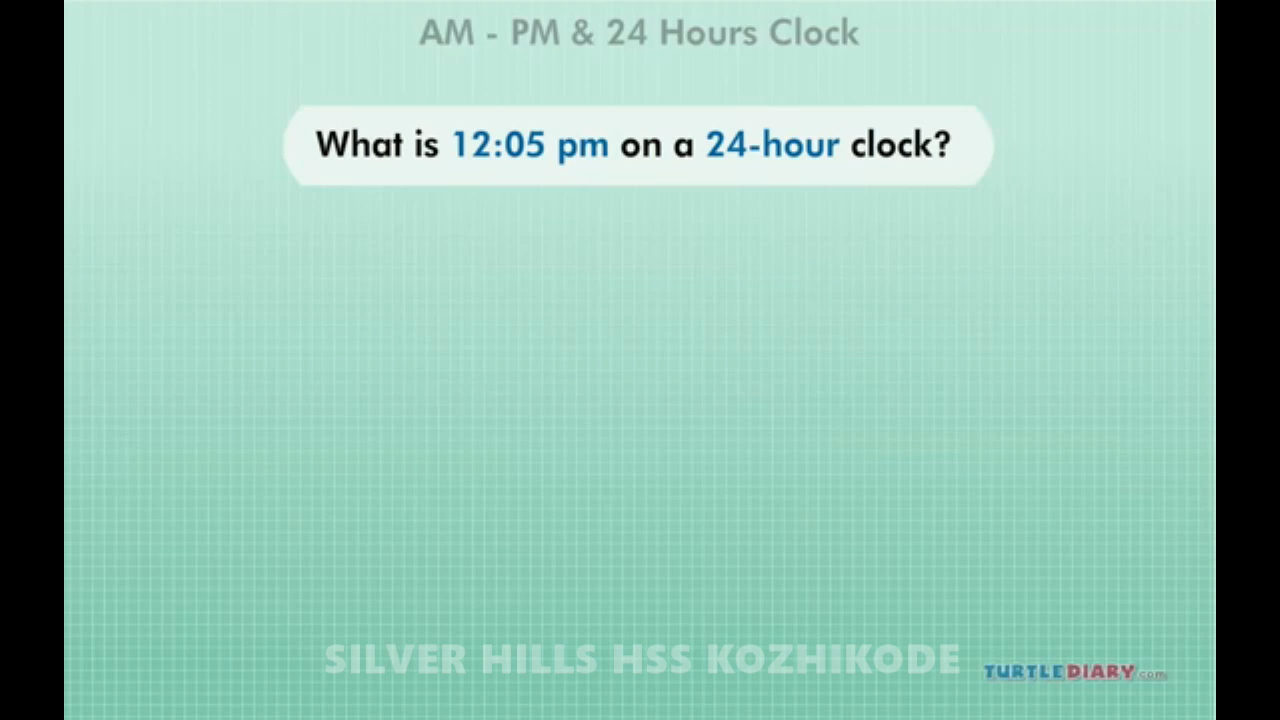 AM - PM & 24 Hours Clock
What is 12:05 pm on a 24-hour clock?
SILVER HILLS HSS KOZHIKODE
TURTLEDIARY.com